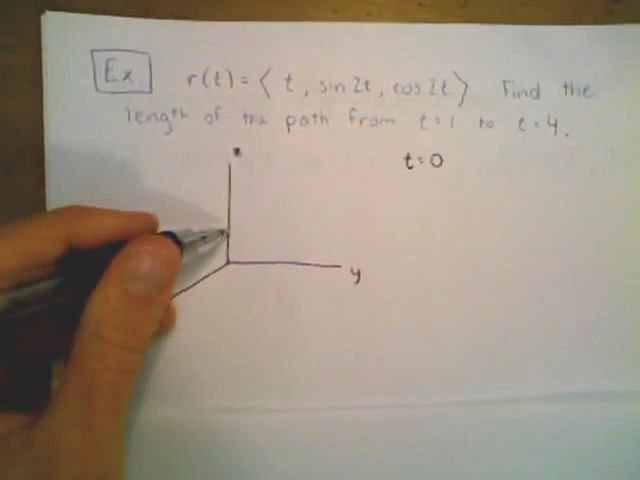 Ex. r(t) = ⟨ t, sin 2t, cos 2t ⟩ Find the
length of the path from t = 1 to t = 4.
t = 0
y